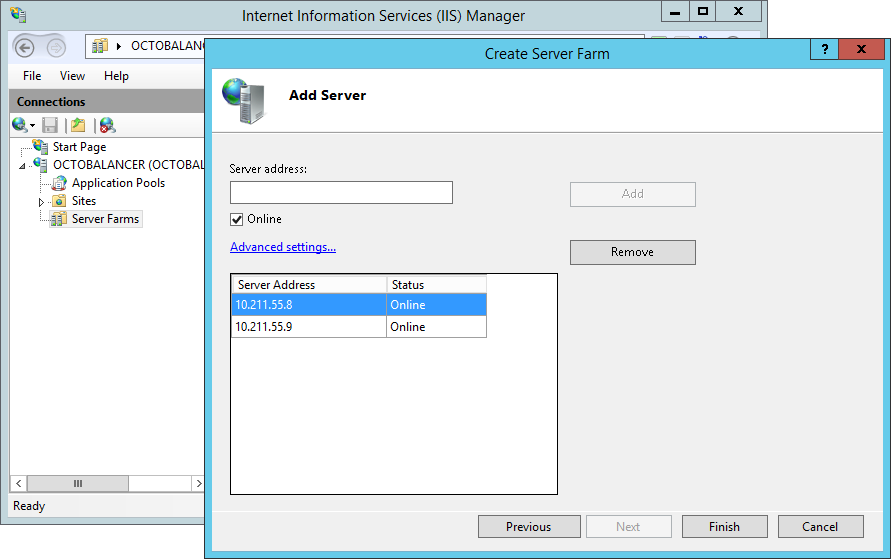 Internet Information Services (IIS) Manager
OCTOBALANC
File View Help
Connections
Start Page
OCTOBALANCER (OCTOBAL
Application Pools
Sites
Server Farms
Ready
Create Server Farm
? X
Add Server
Server address:
Add
Online
Advanced settings...
Remove
Server Address Status
10.211.55.8 Online
10.211.55.9 Online
Previous Next Finish Cancel